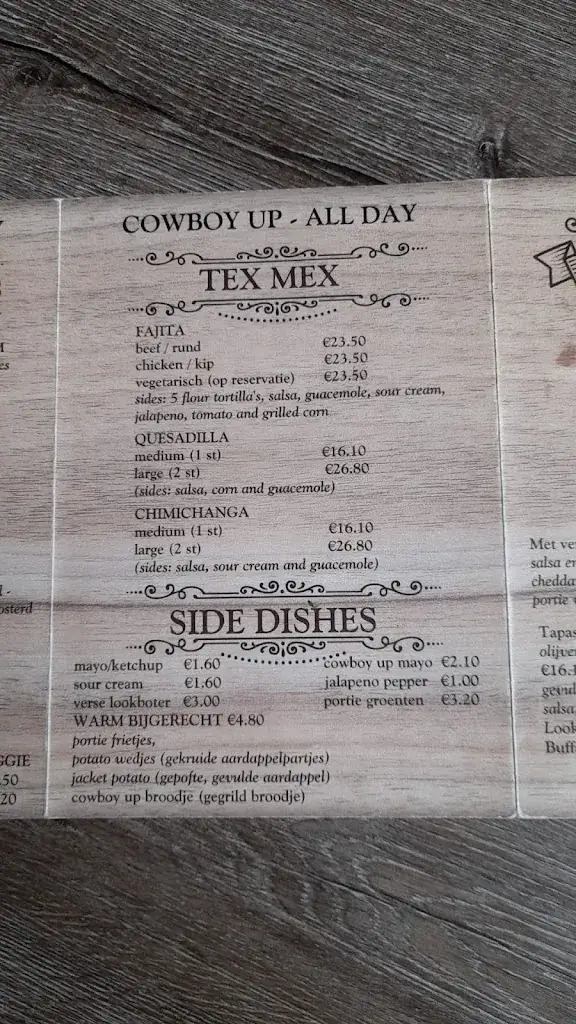 COWBOY UP - ALL DAY
TEX MEX
FAJITA
beef / rund €23.50
chicken / kip €23.50
vegetarisch (op reservatie) €23.50
sides: 5 flour tortilla's, salsa, guacemole, sour cream,
jalapeno, tomato and grilled corn
QUESADILLA
medium (1 st) €16.10
large (2 st) €26.80
(sides: salsa, corn and guacemole)
CHIMICHANGA
medium (1 st) €16.10
large (2 st) €26.80
(sides: salsa, sour cream and guacemole)
SIDE DISHES
mayo/ketchup €1.60 cowboy up mayo €2.10
sour cream €1.60 jalapeno pepper €1.00
verse lookboter €3.00 portie groenten €3.20
WARM BIJGERECHT €4.80
portie frietjes,
potato wedjes (gekruide aardappelpartjes)
jacket potato (gepofte, gevulde aardappel)
cowboy up broodje (gegrild broodje)
Met
salsa
portie
Tapas
salsa